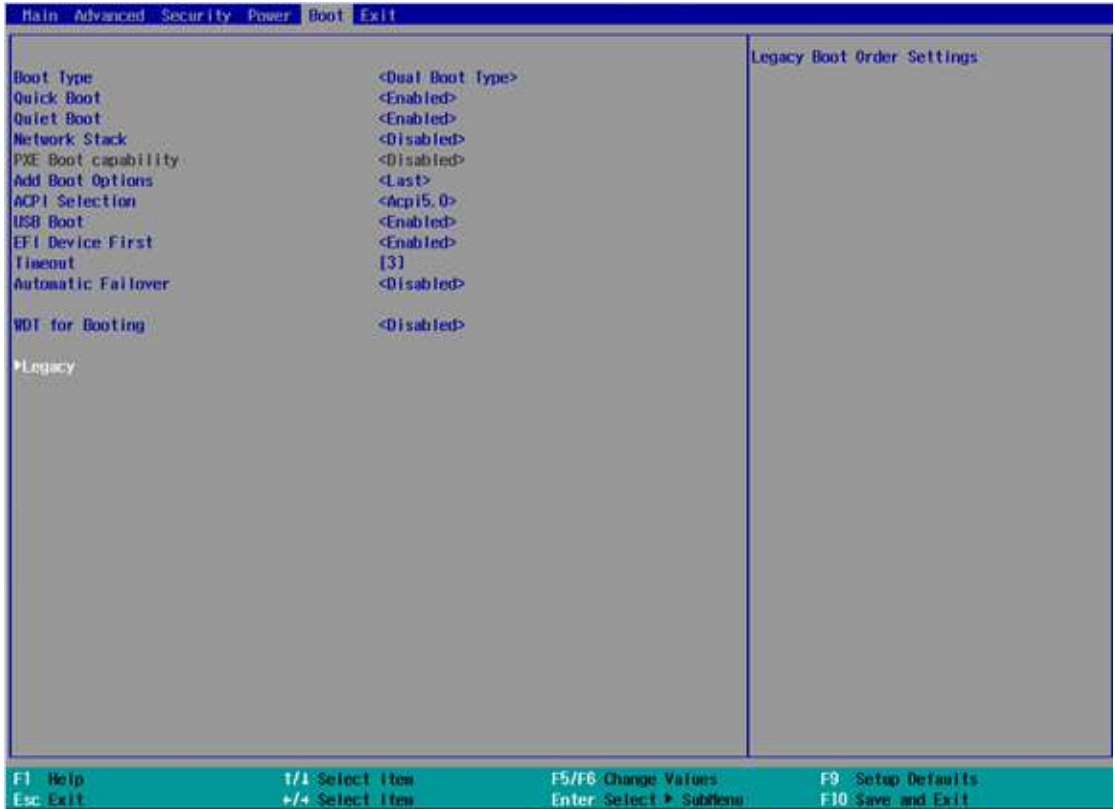 Main Advanced Security Power Boot Exit
Legacy Boot Order Settings
Boot Type <Dual Boot Type>
Quick Boot <Enabled>
Quiet Boot <Enabled>
Network Stack <Disabled>
PXE Boot capability <Disabled>
Add Boot Options <Last>
ACPI Selection <Acpi5.0>
USB Boot <Enabled>
EFI Device First <Enabled>
Timeout [3]
Automatic Failover <Disabled>
WDT for Booting <Disabled>
▶Legacy
F1 Help ↑/↓ Select Item F5/F6 Change Values F9 Setup Defaults
Esc Exit ←/→ Select Item Enter Select ▶ SubMenu F10 Save and Exit